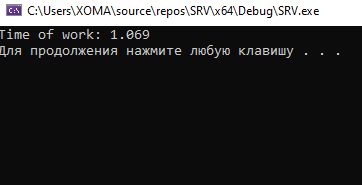 C:\Users\XOMA\source\repos\SRV\x64\Debug\SRV.exe
Time of work: 1.069
Для продолжения нажмите любую клавишу . . .